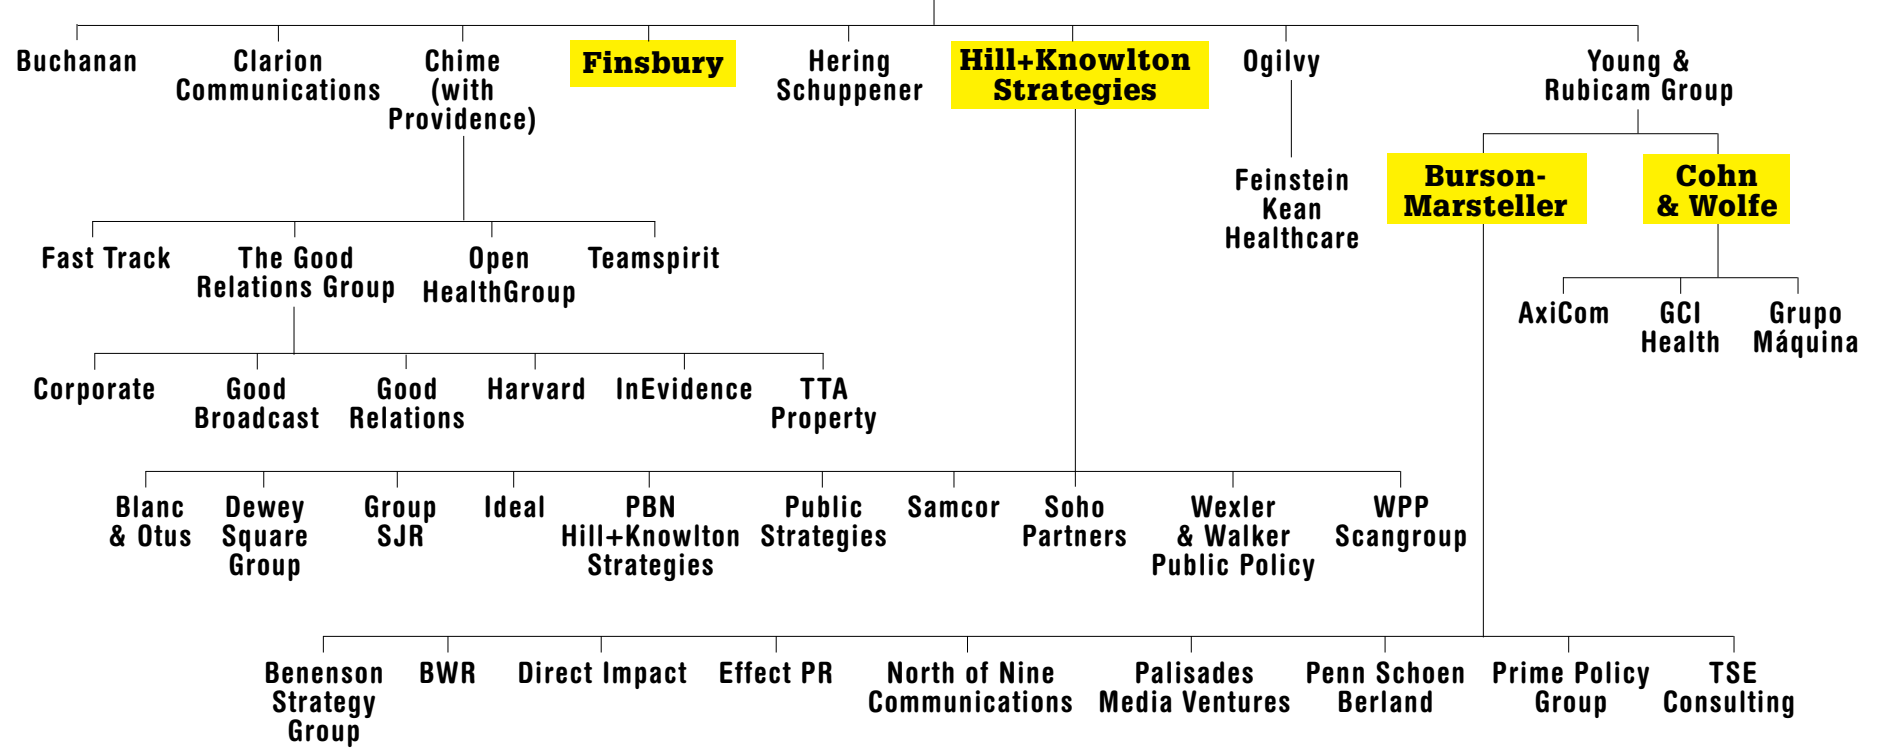 Buchanan
Clarion
Communications
Chime
(with
Providence)
Finsbury
Hering
Schuppener
Hill+Knowlton
Strategies
Ogilvy
Young &
Rubicam Group
Feinstein
Kean
Healthcare
Burson-
Marsteller
Cohn
& Wolfe
Fast Track
The Good
Relations Group
Open
HealthGroup
Teamspirit
AxiCom
GCI
Health
Grupo
Máquina
Corporate
Good
Broadcast
Good
Relations
Harvard
InEvidence
TTA
Property
Blanc
& Otus
Dewey
Square
Group
Group
SJR
Ideal
PBN
Hill+Knowlton
Strategies
Public
Strategies
Samcor
Soho
Partners
Wexler
& Walker
Public Policy
WPP
Scangroup
Benenson
Strategy
Group
BWR
Direct Impact
Effect PR
North of Nine
Communications
Palisades
Media Ventures
Penn Schoen
Berland
Prime Policy
Group
TSE
Consulting